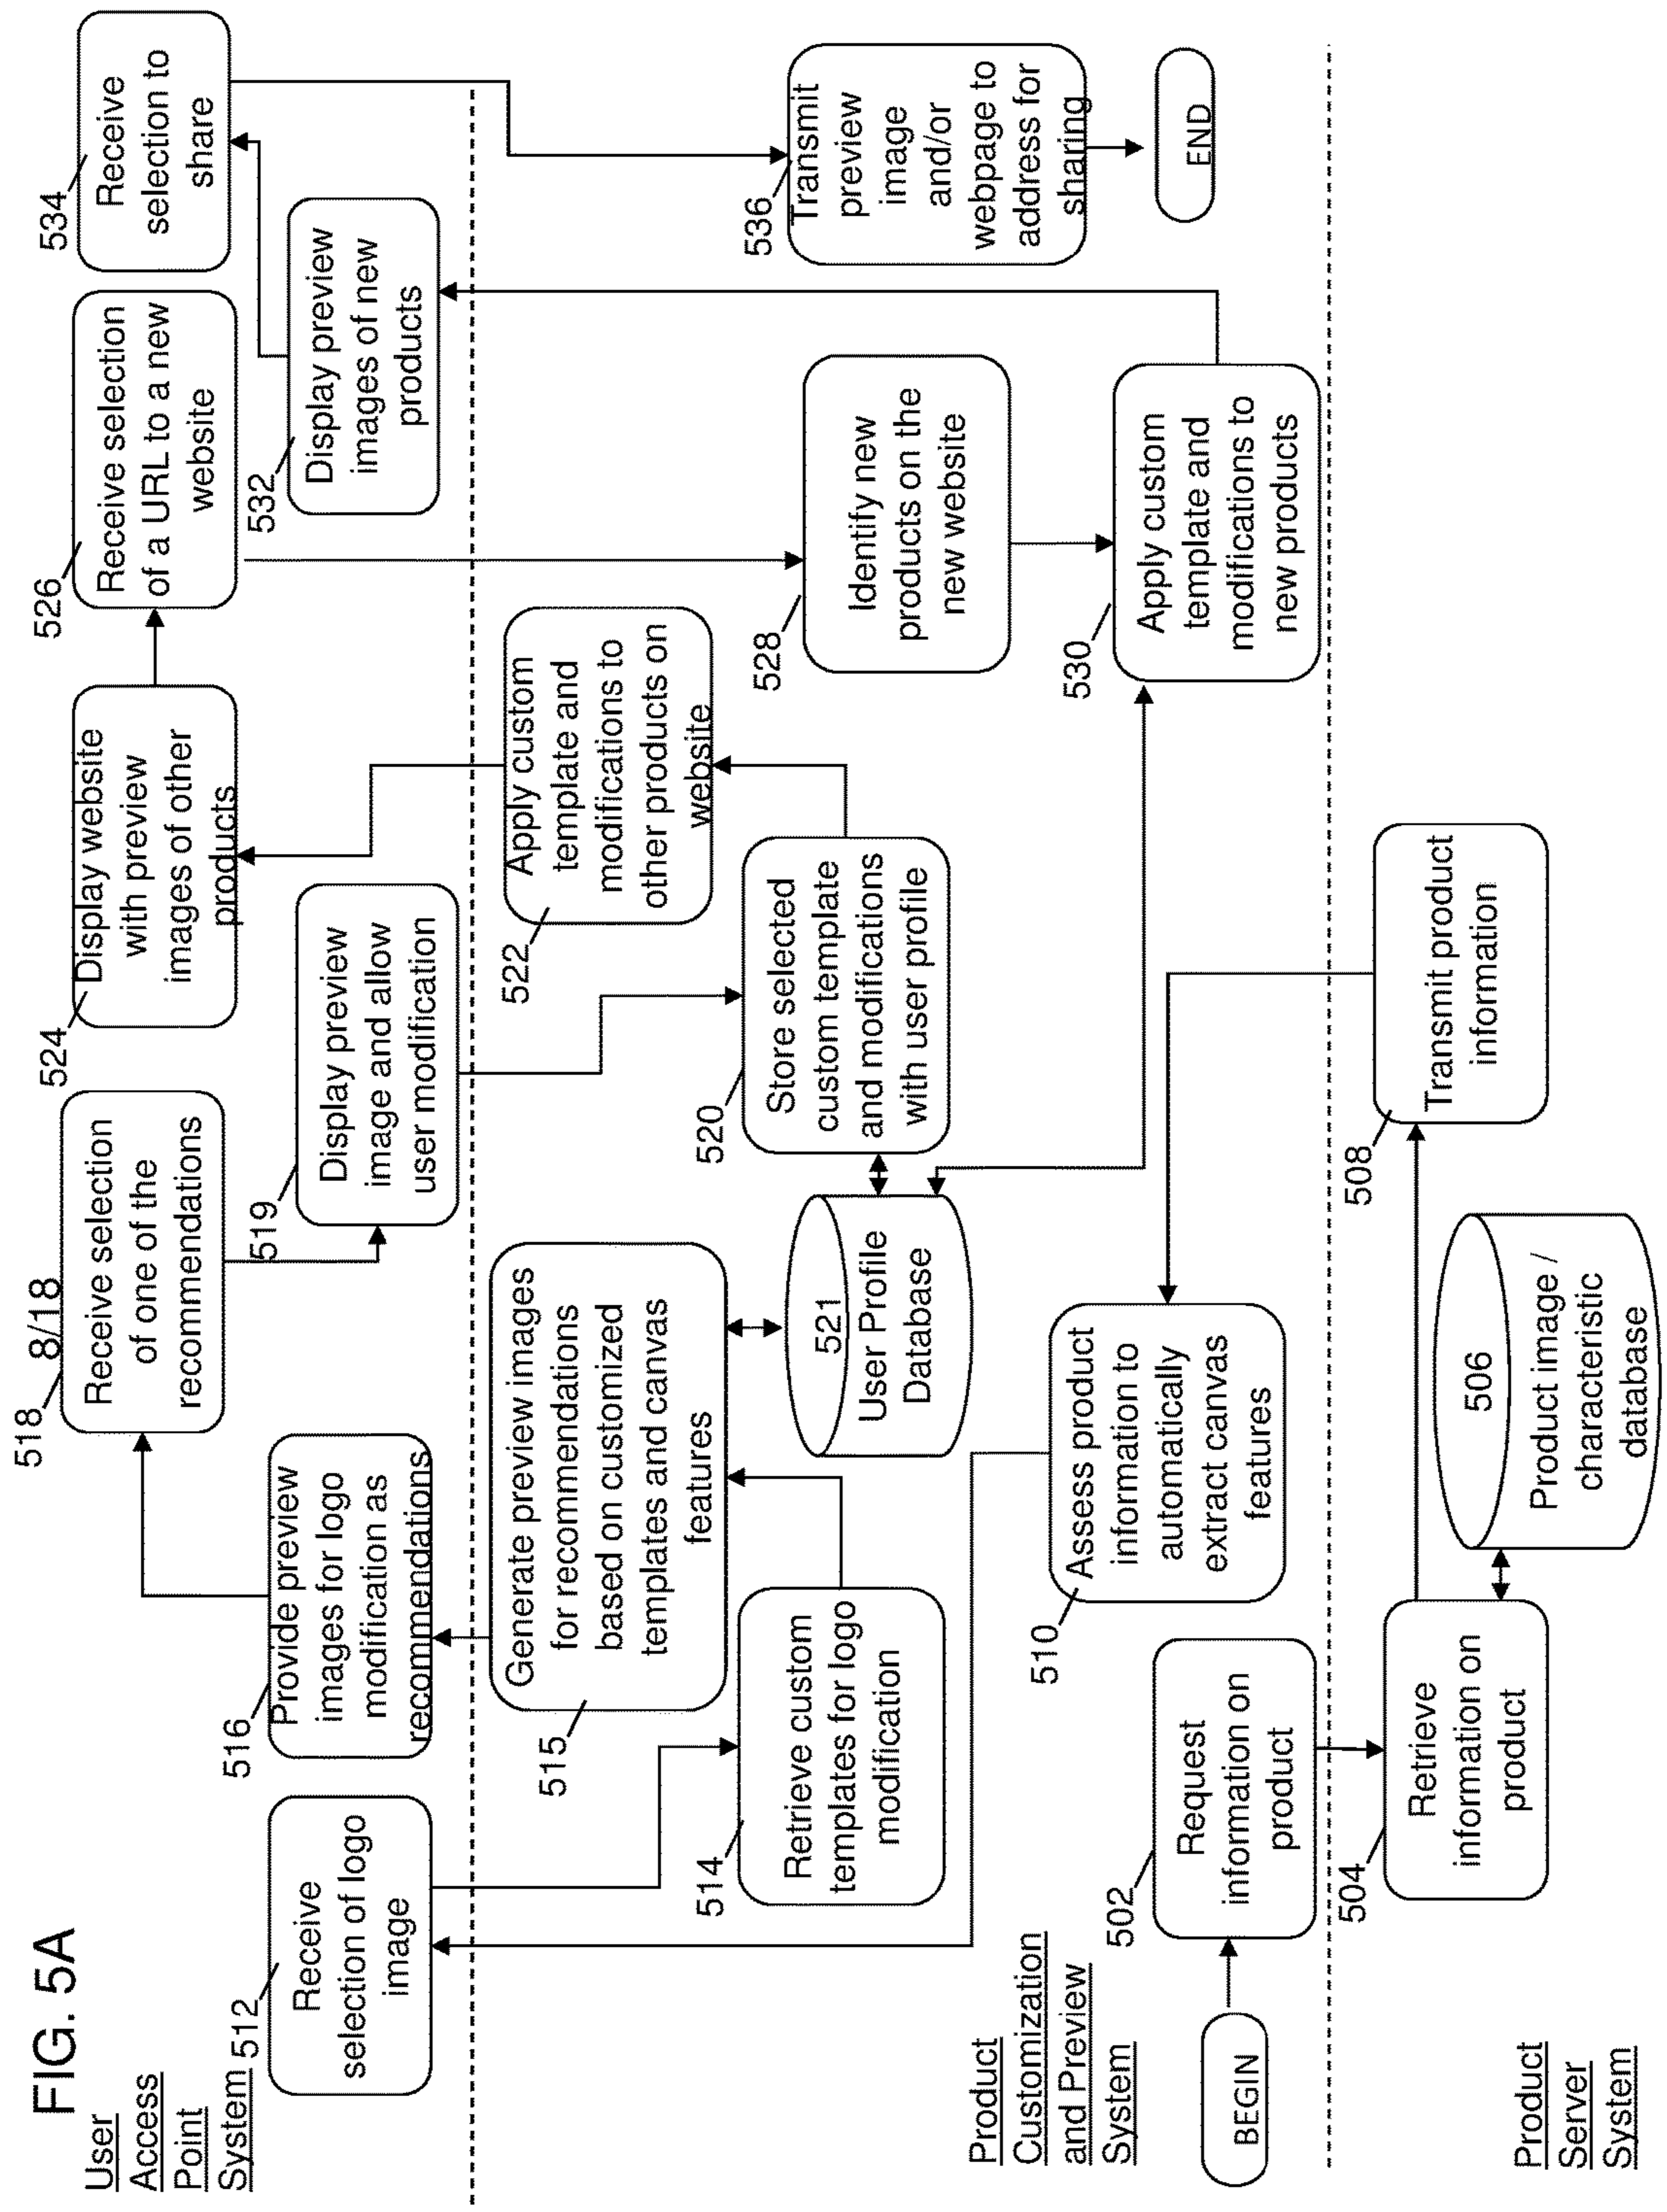 8/18
FIG. 5A
User
Access
Point
System
512
Receive
selection of logo
image
516
Provide preview
images for logo
modification as
recommendations
518
Receive selection
of one of the
recommendations
519
Display preview
image and allow
user modification
524
Display website
with preview
images of other
products
526
Receive selection
of a URL to a new
website
532
Display preview
images of new
products
534
Receive
selection to
share
Product
Customization
and Preview
System
BEGIN
502
Request
information on
product
510
Assess product
information to
automatically
extract canvas
features
514
Retrieve custom
templates for logo
modification
515
Generate preview images
for recommendations
based on customized
templates and canvas
features
521
User Profile
Database
520
Store selected
custom template
and modifications
with user profile
522
Apply custom
template and
modifications to
other products on
website
528
Identify new
products on the
new website
530
Apply custom
template and
modifications to
new products
536
Transmit
preview
image
and/or
webpage to
address for
sharing
END
Product
Server
System
504
Retrieve
information on
product
506
Product image /
characteristic
database
508
Transmit product
information